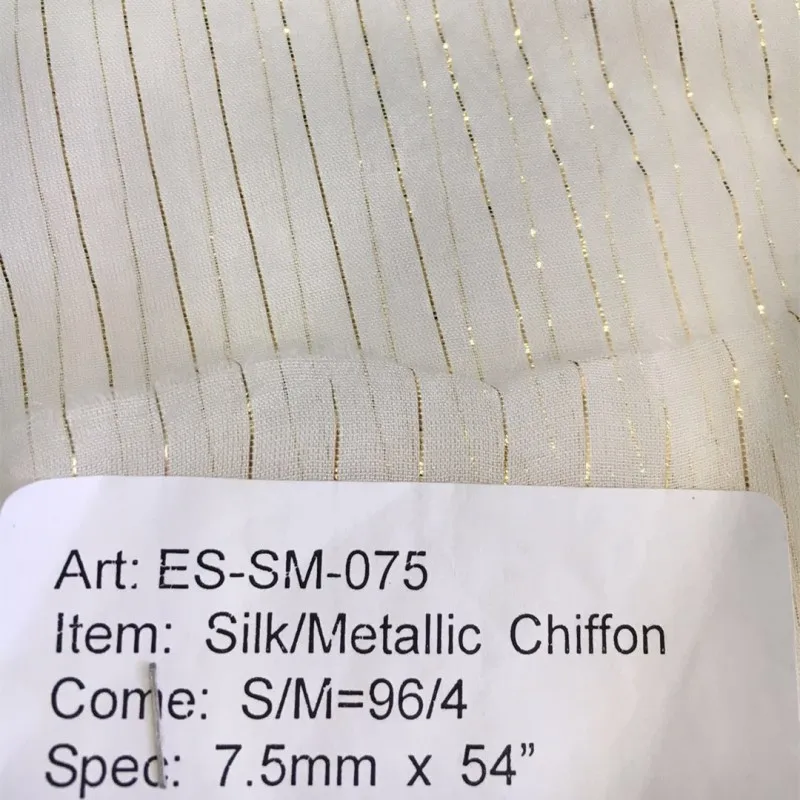 Art: ES-SM-075
Item: Silk/Metallic Chiffon
Come: S/M=96/4
Spec: 7.5mm x 54”